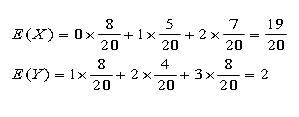 E(X) = 0 × 8/20 + 1 × 5/20 + 2 × 7/20 = 19/20
E(Y) = 1 × 8/20 + 2 × 4/20 + 3 × 8/20 = 2